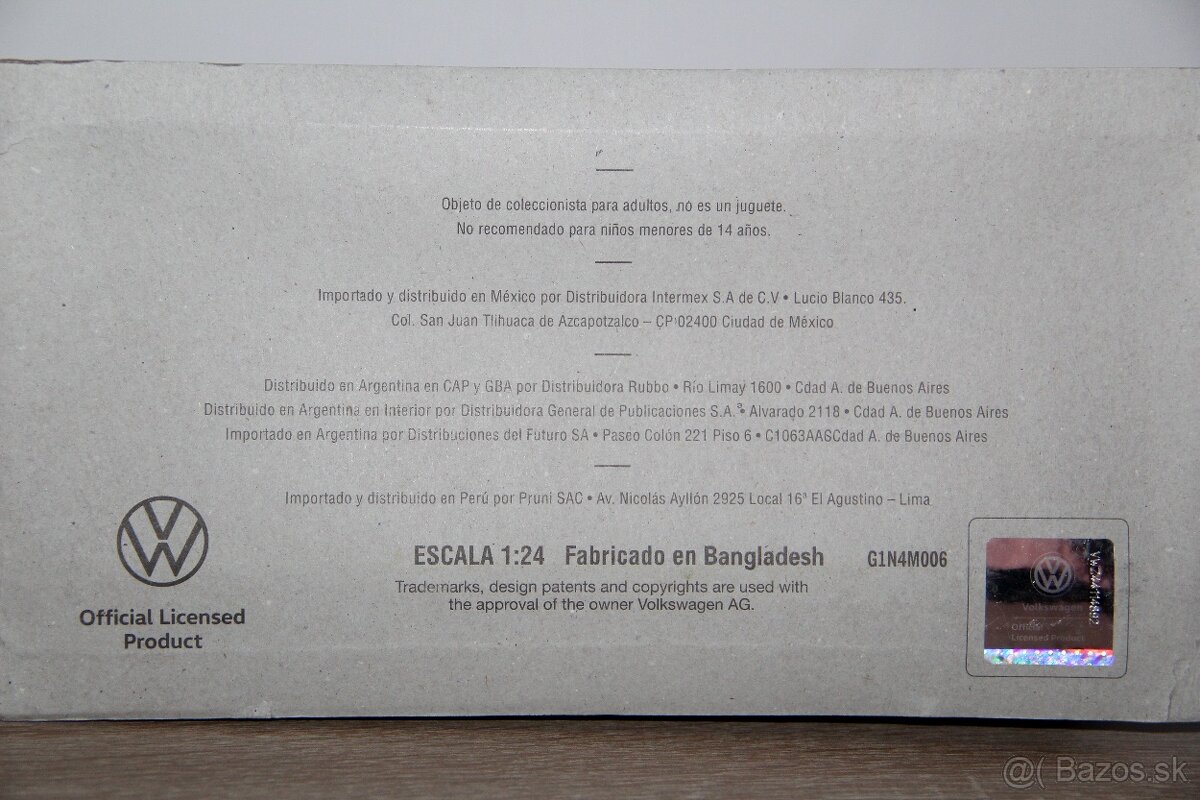 Objeto de coleccionista para adultos, no es un juguete.
No recomendado para niños menores de 14 años.
Importado y distribuido en México por Distribuidora Intermex S.A de C.V • Lucio Blanco 435.
Col. San Juan Tlihuaca de Azcapotzalco – CP 02400 Ciudad de México
Distribuido en Argentina en CAP y GBA por Distribuidora Rubbo • Río Limay 1600 • Cdad A. de Buenos Aires
Distribuido en Argentina en Interior por Distribuidora General de Publicaciones S.A. • Alvarado 2118 • Cdad A. de Buenos Aires
Importado en Argentina por Distribuciones del Futuro SA • Paseo Colón 221 Piso 6 • C1063AABCdad A. de Buenos Aires
Importado y distribuido en Perú por Pruni SAC • Av. Nicolás Ayllón 2925 Local 16ª El Agustino – Lima
ESCALA 1:24 Fabricado en Bangladesh G1N4M006
Trademarks, design patents and copyrights are used with
the approval of the owner Volkswagen AG.
Official Licensed
Product
Volkswagen
Official
Licensed Product
@( Bazos.sk